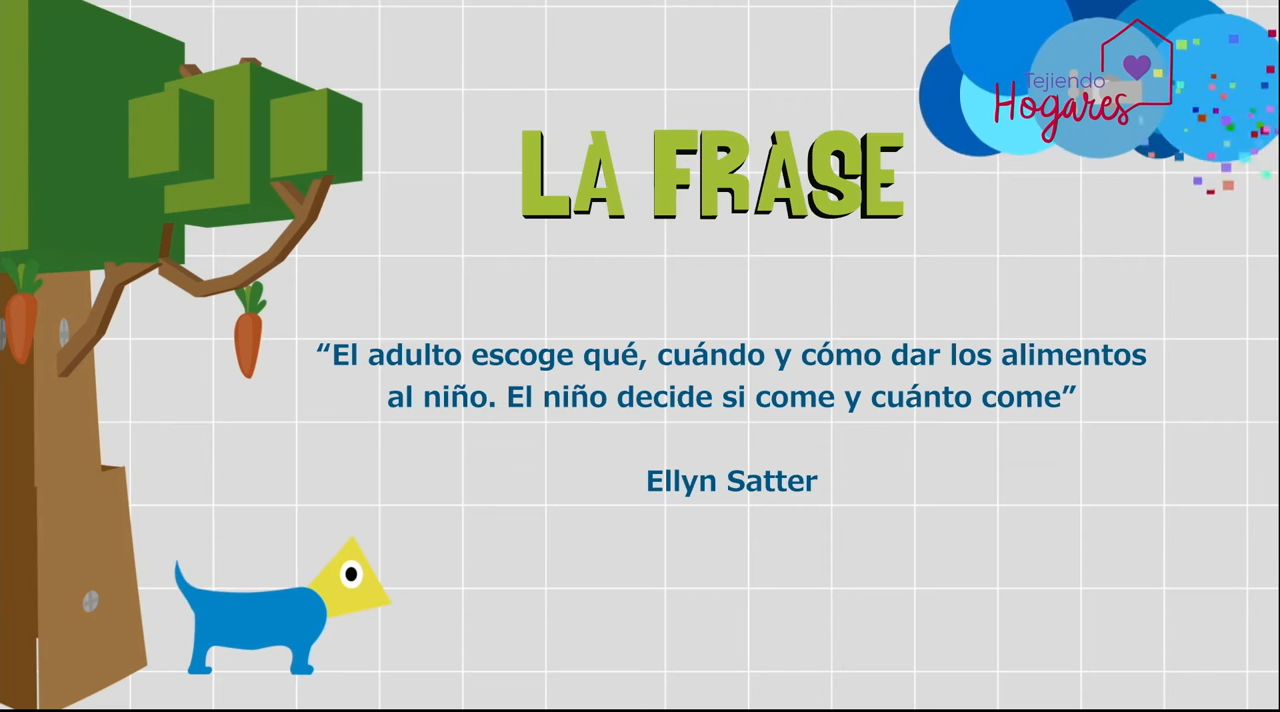 Tejiendo
Hogares
LA FRASE
“El adulto escoge qué, cuándo y cómo dar los alimentos
al niño. El niño decide si come y cuánto come”
Ellyn Satter